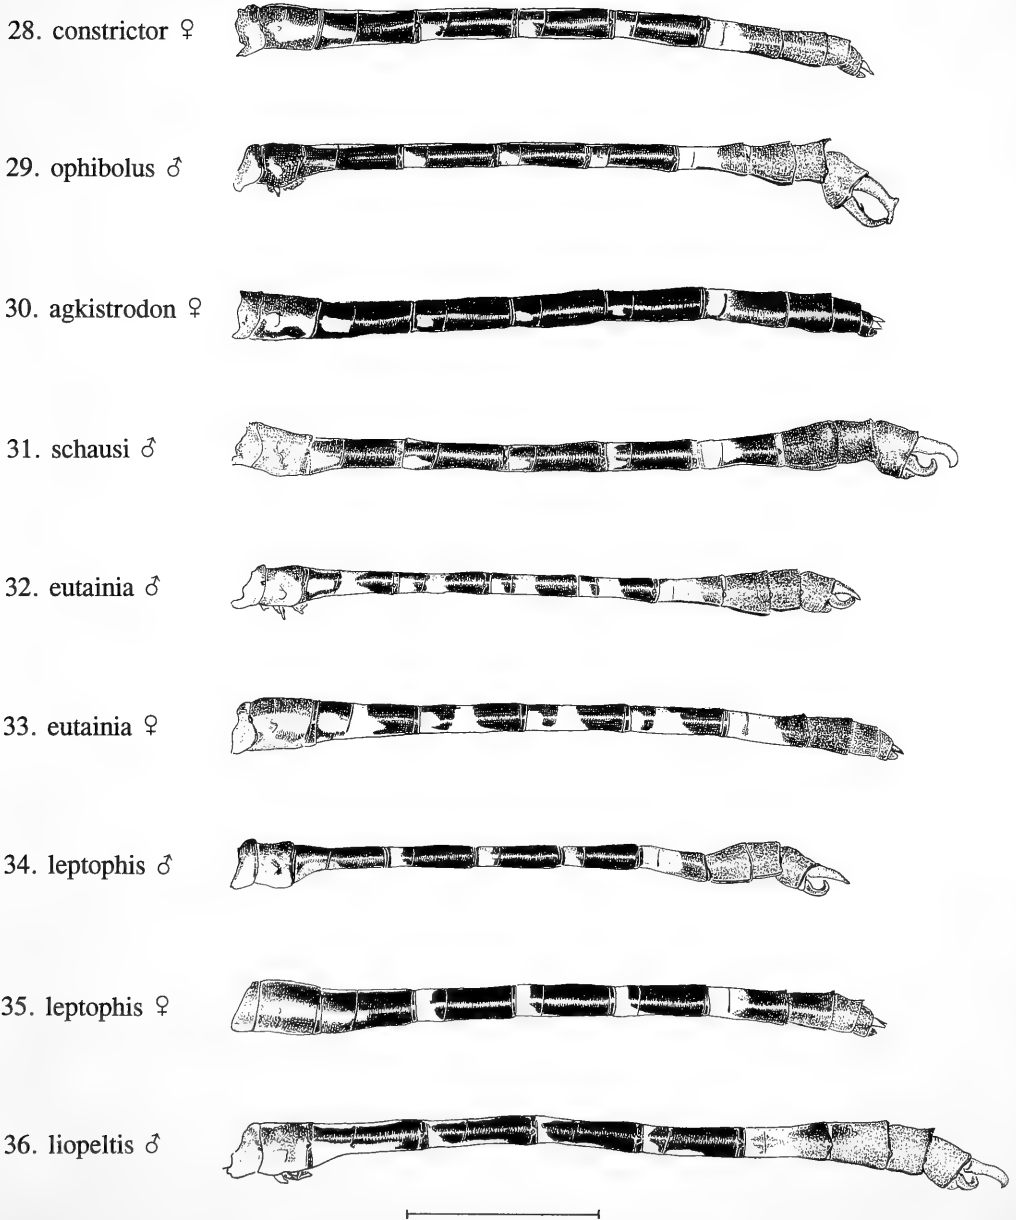 28. constrictor ♀
29. ophibolus ♂
30. agkistrodon ♀
31. schausi ♂
32. eutainia ♂
33. eutainia ♀
34. leptophis ♂
35. leptophis ♀
36. liopeltis ♂